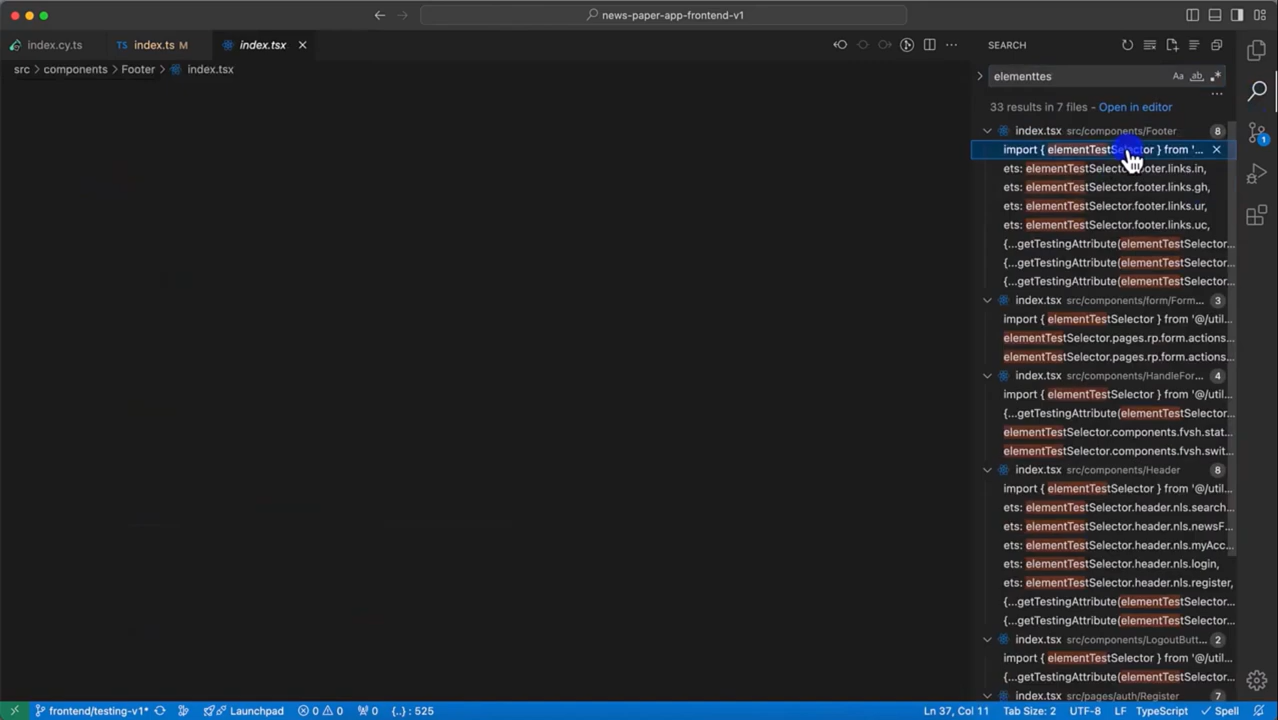 news-paper-app-frontend-v1
index.cy.ts
TS index.ts M
index.tsx
src > components > Footer > index.tsx
SEARCH
elementtes
Aa ab
33 results in 7 files - Open in editor
index.tsx src/components/Footer 8
import { elementTestSelector } from '...
ets: elementTestSelector.footer.links.in,
ets: elementTestSelector.footer.links.gh,
ets: elementTestSelector.footer.links.ur,
ets: elementTestSelector.footer.links.uc,
{...getTestingAttribute(elementTestSelector...
{...getTestingAttribute(elementTestSelector...
{...getTestingAttribute(elementTestSelector...
index.tsx src/components/form/Form... 3
import { elementTestSelector } from '@/util...
elementTestSelector.pages.rp.form.actions...
elementTestSelector.pages.rp.form.actions...
index.tsx src/components/HandleFor... 4
import { elementTestSelector } from '@/util...
{...getTestingAttribute(elementTestSelector...
elementTestSelector.components.fvsh.stat...
elementTestSelector.components.fvsh.swit...
index.tsx src/components/Header 8
import { elementTestSelector } from '@/util...
ets: elementTestSelector.header.nls.search...
ets: elementTestSelector.header.nls.newsF...
ets: elementTestSelector.header.nls.myAcc...
ets: elementTestSelector.header.nls.login,
ets: elementTestSelector.header.nls.register,
{...getTestingAttribute(elementTestSelector...
{...getTestingAttribute(elementTestSelector...
index.tsx src/components/LogoutButt... 2
import { elementTestSelector } from '@/util...
{...getTestingAttribute(elementTestSelector...
index.tsx src/pages/auth/Register 7
1
frontend/testing-v1* Launchpad 0 0 0 {..} : 525 Ln 37, Col 11 Tab Size: 2 UTF-8 LF TypeScript Spell